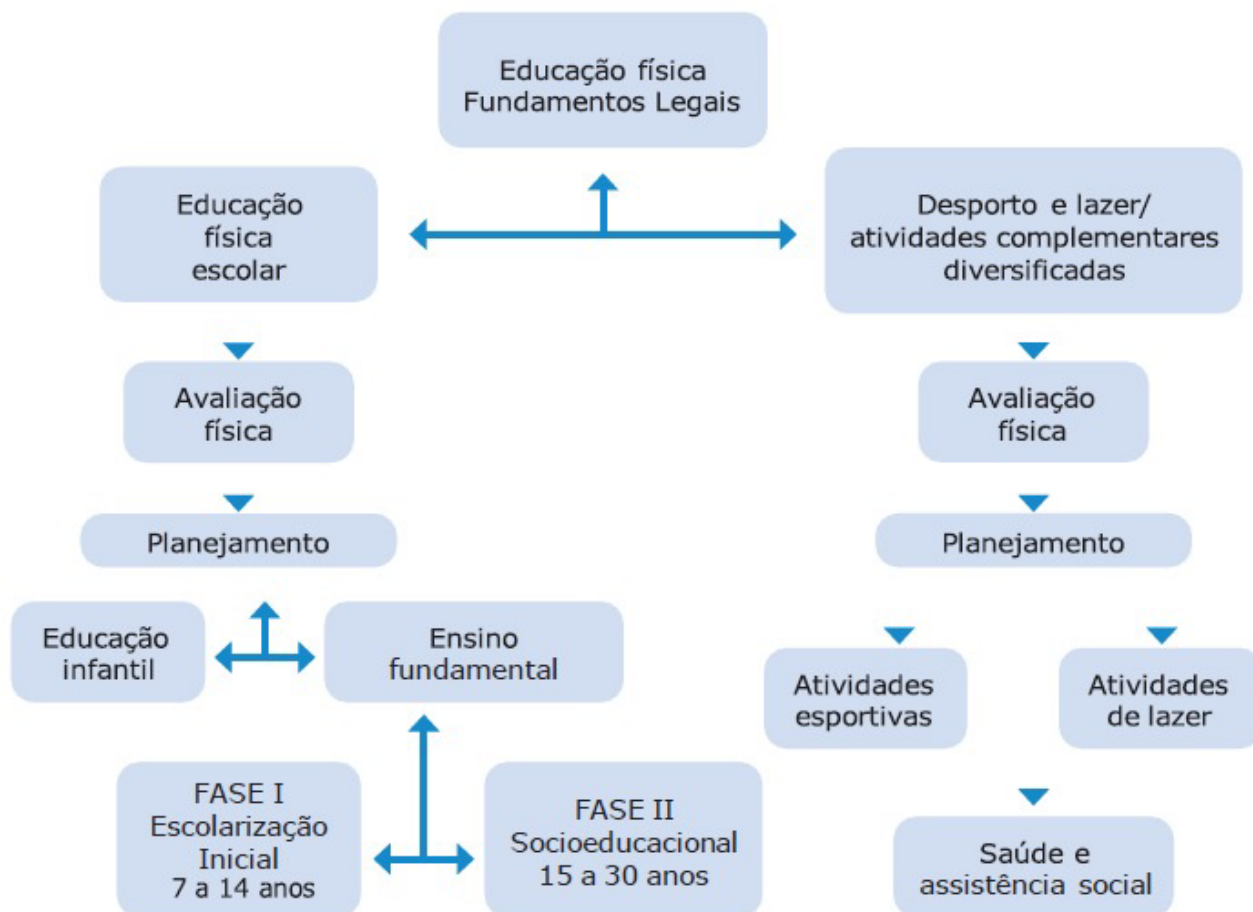 Educação física
Fundamentos Legais
Educação
física
escolar
Desporto e lazer/
atividades complementares
diversificadas
Avaliação
física
Avaliação
física
Planejamento
Planejamento
Educação
infantil
Ensino
fundamental
Atividades
esportivas
Atividades
de lazer
FASE I
Escolarização
Inicial
7 a 14 anos
FASE II
Socioeducacional
15 a 30 anos
Saúde e
assistência social